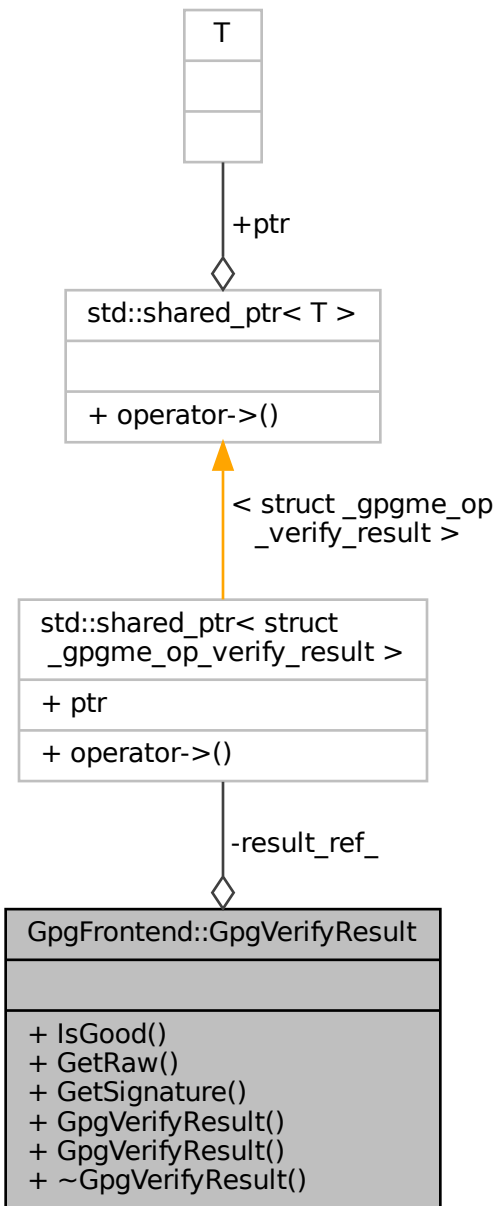 T
+ptr
std::shared_ptr< T >
+ operator->()
< struct _gpgme_op
_verify_result >
std::shared_ptr< struct
_gpgme_op_verify_result >
+ ptr
+ operator->()
-result_ref_
GpgFrontend::GpgVerifyResult
+ IsGood()
+ GetRaw()
+ GetSignature()
+ GpgVerifyResult()
+ GpgVerifyResult()
+ ~GpgVerifyResult()